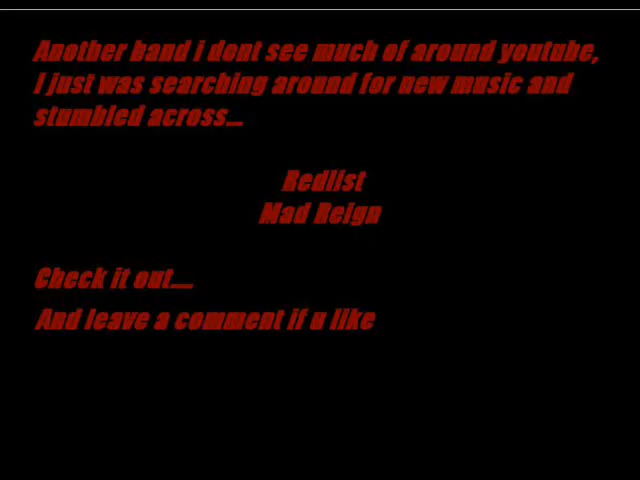 Another band i dont see much of around youtube,
I just was searching around for new music and
stumbled across...
Redlist
Mad Reign
Check it out....
And leave a comment if u like